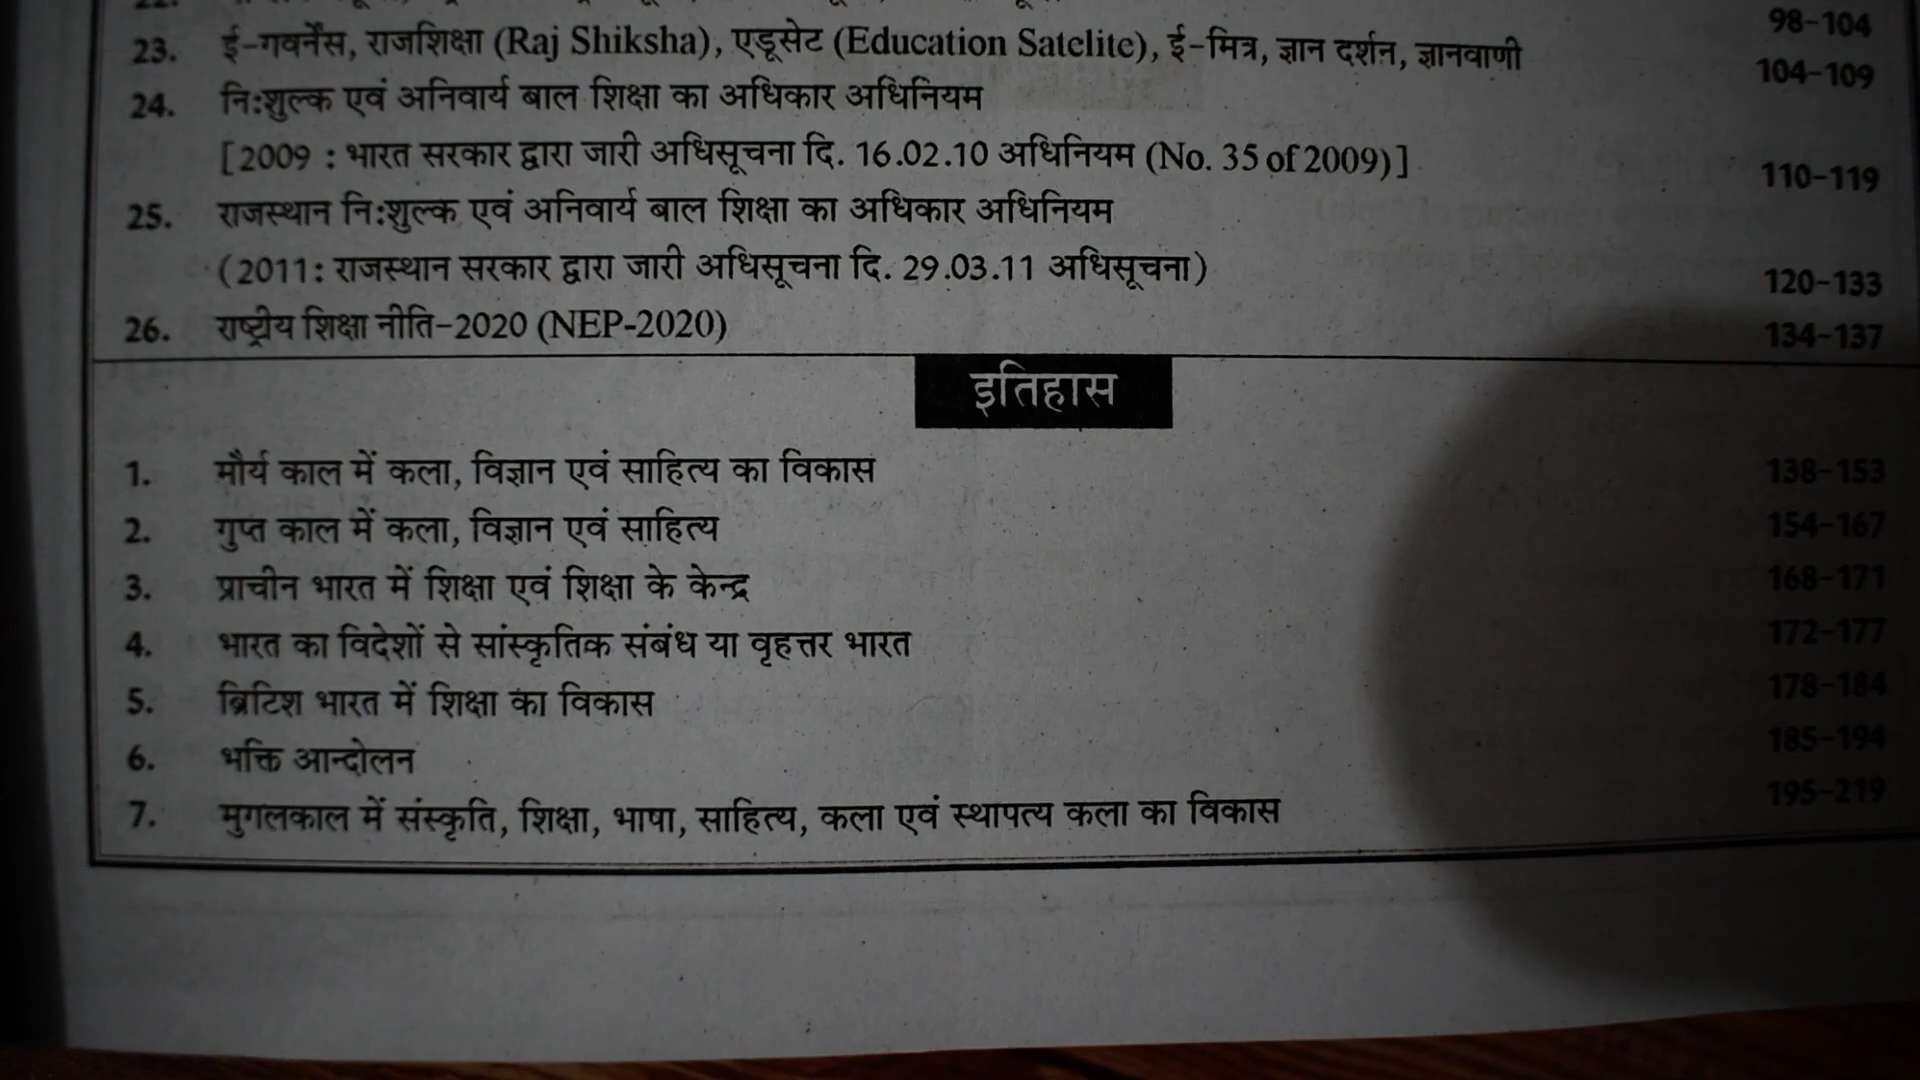 98-104
23. ई-गवर्नेंस, राजशिक्षा (Raj Shiksha), एडूसेट (Education Satelite), ई-मित्र, ज्ञान दर्शन, ज्ञानवाणी 104-109
24. निःशुल्क एवं अनिवार्य बाल शिक्षा का अधिकार अधिनियम
[2009 : भारत सरकार द्वारा जारी अधिसूचना दि. 16.02.10 अधिनियम (No. 35 of 2009)] 110-119
25. राजस्थान निःशुल्क एवं अनिवार्य बाल शिक्षा का अधिकार अधिनियम
(2011: राजस्थान सरकार द्वारा जारी अधिसूचना दि. 29.03.11 अधिसूचना) 120-133
26. राष्ट्रीय शिक्षा नीति-2020 (NEP-2020) 134-137
इतिहास
1. मौर्य काल में कला, विज्ञान एवं साहित्य का विकास 138-153
2. गुप्त काल में कला, विज्ञान एवं साहित्य 154-167
3. प्राचीन भारत में शिक्षा एवं शिक्षा के केन्द्र 168-171
4. भारत का विदेशों से सांस्कृतिक संबंध या वृहत्तर भारत 172-177
5. ब्रिटिश भारत में शिक्षा का विकास 178-184
6. भक्ति आन्दोलन 185-194
7. मुगलकाल में संस्कृति, शिक्षा, भाषा, साहित्य, कला एवं स्थापत्य कला का विकास 195-219